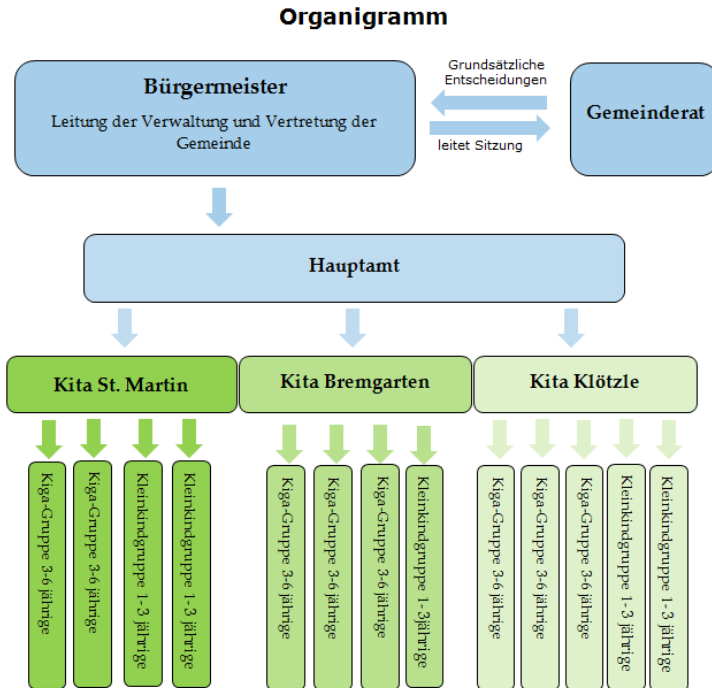 Organigramm
Bürgermeister
Leitung der Verwaltung und Vertretung der
Gemeinde
Grundsätzliche
Entscheidungen
leitet Sitzung
Gemeinderat
Hauptamt
Kita St. Martin
Kita Bremgarten
Kita Klötzle
Kiga-Gruppe 3-6 jährige
Kiga-Gruppe 3-6 jährige
Kleinkindgruppe 1-3 jährige
Kleinkindgruppe 1-3 jährige
Kiga-Gruppe 3-6 jährige
Kiga-Gruppe 3-6 jährige
Kiga-Gruppe 3-6 jährige
Kleinkindgruppe 1-3jährige
Kiga-Gruppe 3-6 jährige
Kiga-Gruppe 3-6 jährige
Kiga-Gruppe 3-6 jährige
Kleinkindgruppe 1-3 jährige
Kleinkindgruppe 1-3 jährige